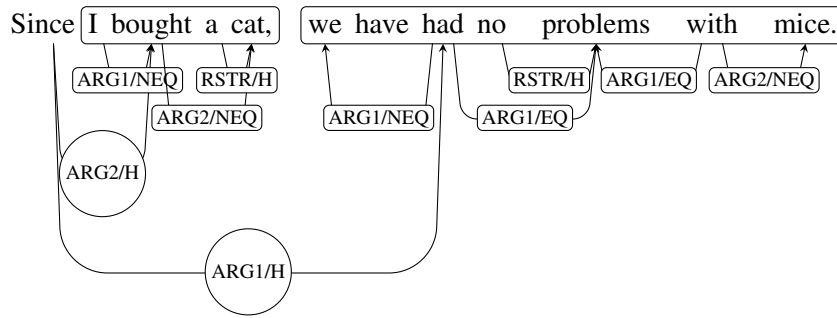 Since I bought a cat, we have had no problems with mice.
ARG1/NEQ RSTR/H RSTR/H ARG1/EQ ARG2/NEQ
ARG2/NEQ ARG1/NEQ ARG1/EQ
ARG2/H
ARG1/H